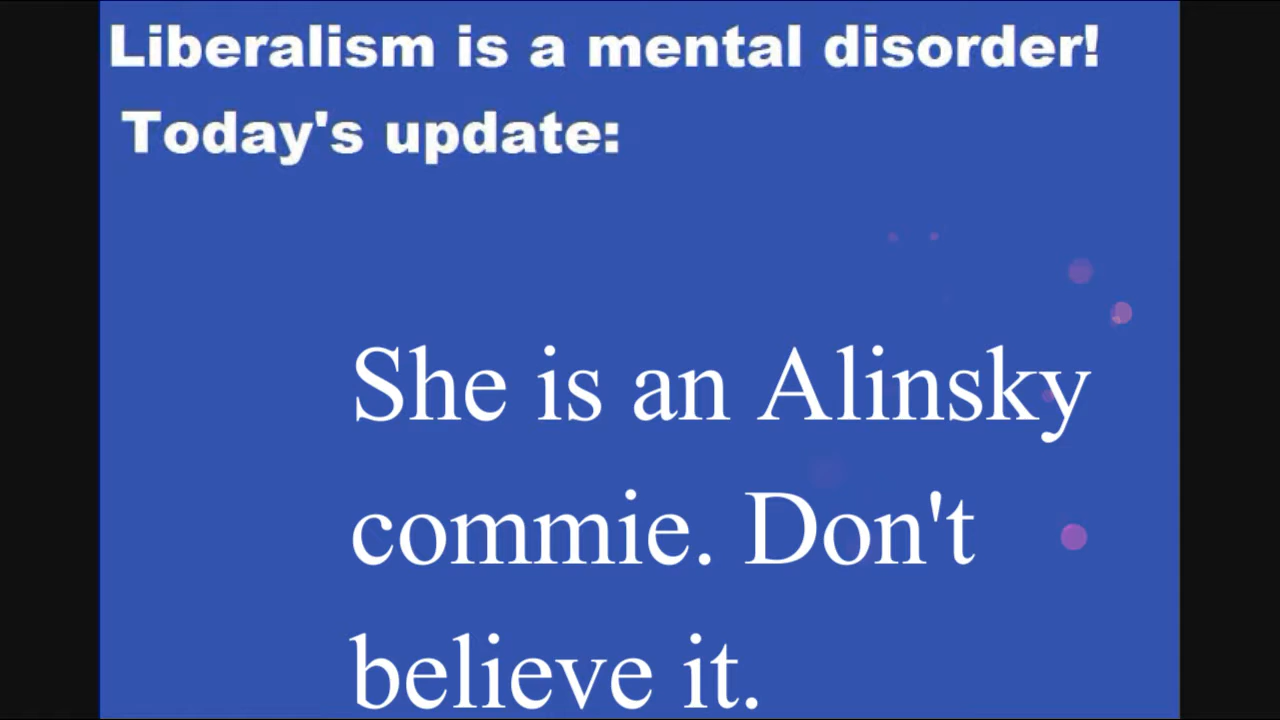 Liberalism is a mental disorder!
Today's update:
She is an Alinsky
commie. Don't
believe it.